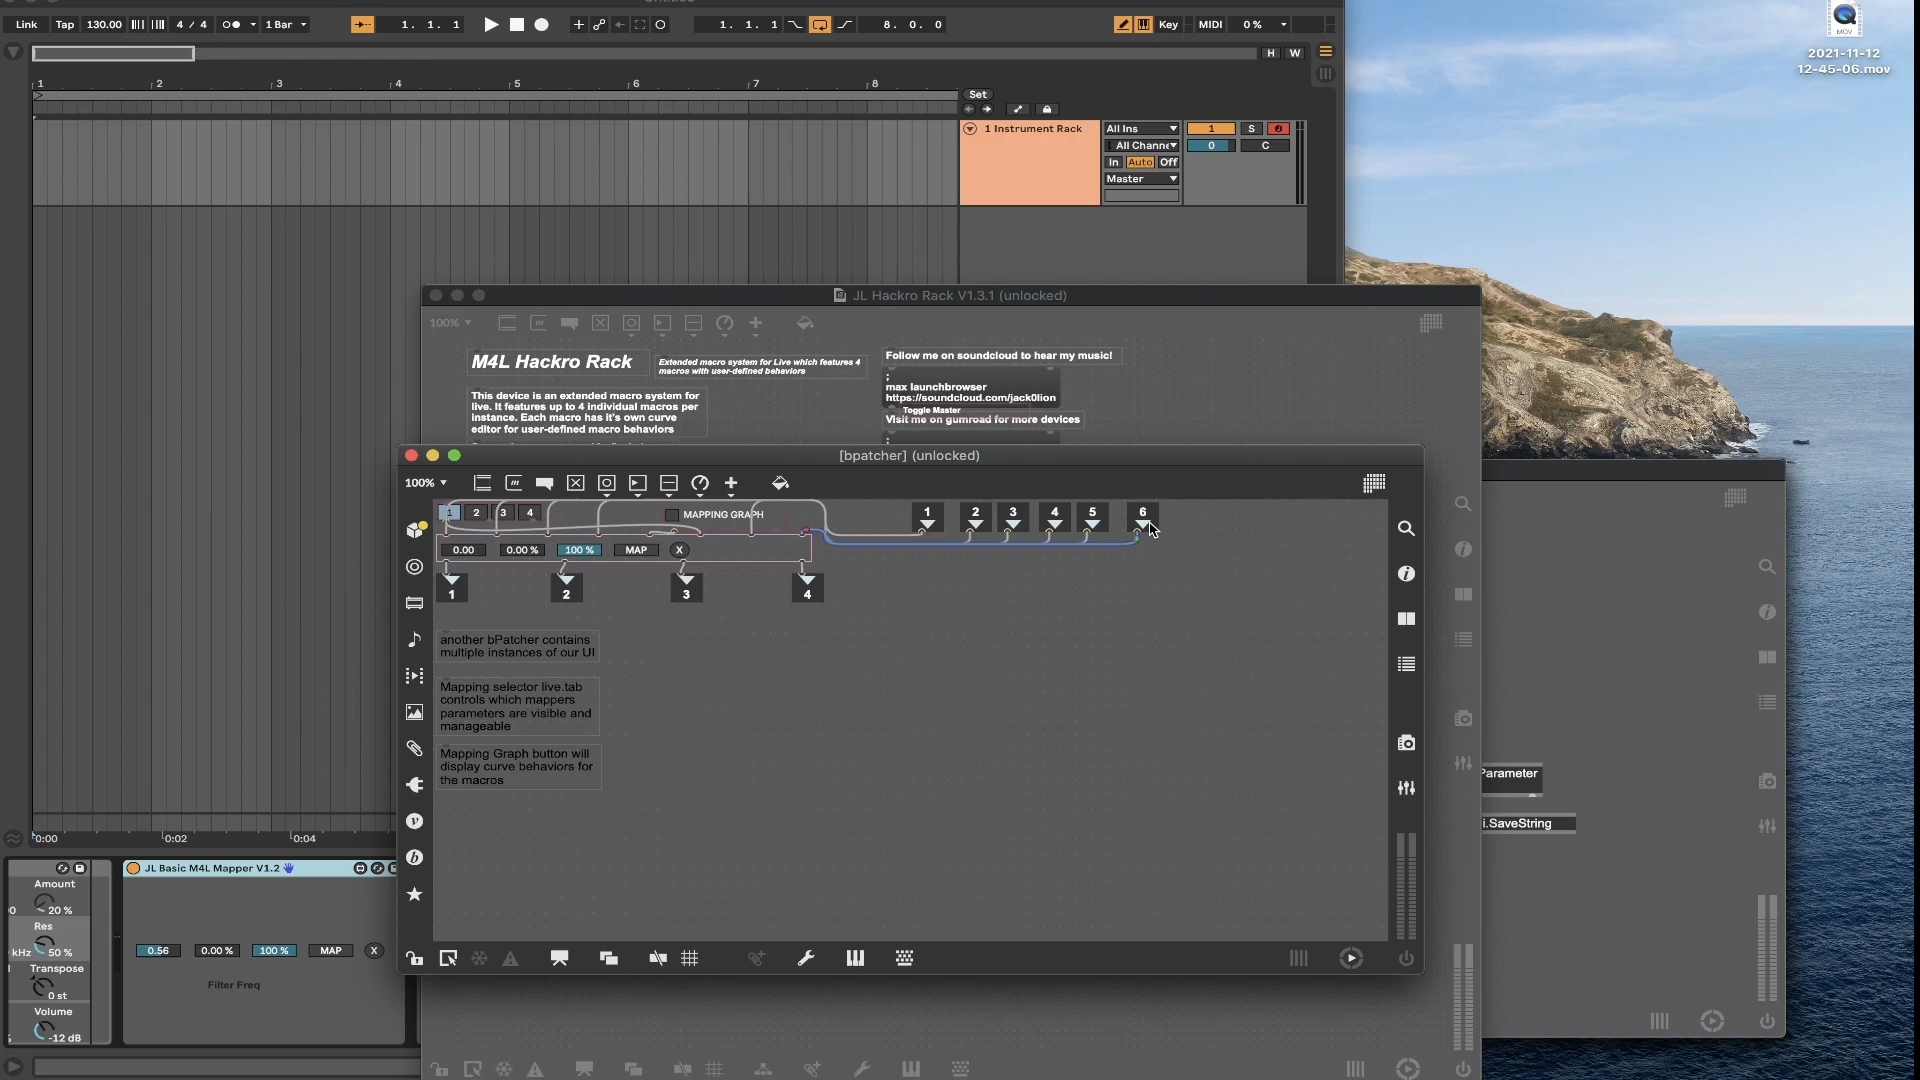 Link Tap 130.00 4 / 4 1 Bar 1. 1. 1 1. 1. 1 8. 0. 0 Key MIDI 0 %
MOV
2021-11-12
12-45-06.mov
H W
1 2 3 4 5 6 7 8
Set
1 Instrument Rack
All Ins 1 S
All Channe 0 C
In Auto Off
Master
JL Hackro Rack V1.3.1 (unlocked)
100%
M4L Hackro Rack
Extended macro system for Live which features 4
macros with user-defined behaviors
This device is an extended macro system for
live. It features up to 4 individual macros per
instance. Each macro has it's own curve
editor for user-defined macro behaviors
Follow me on soundcloud to hear my music!
;
max launchbrowser
https://soundcloud.com/jack0lion
Toggle Master
Visit me on gumroad for more devices
;
[bpatcher] (unlocked)
100%
1 2 3 4 MAPPING GRAPH
1 2 3 4 5 6
0.00 0.00 % 100 % MAP X
1 2 3 4
another bPatcher contains
multiple instances of our UI
Mapping selector live.tab
controls which mappers
parameters are visible and
manageable
Mapping Graph button will
display curve behaviors for
the macros
Parameter
i.SaveString
0:00 0:02 0:04
Amount
20 %
Res
kHz 50 %
Transpose
0 st
Volume
-12 dB
JL Basic M4L Mapper V1.2
0.56 0.00 % 100 % MAP X
Filter Freq